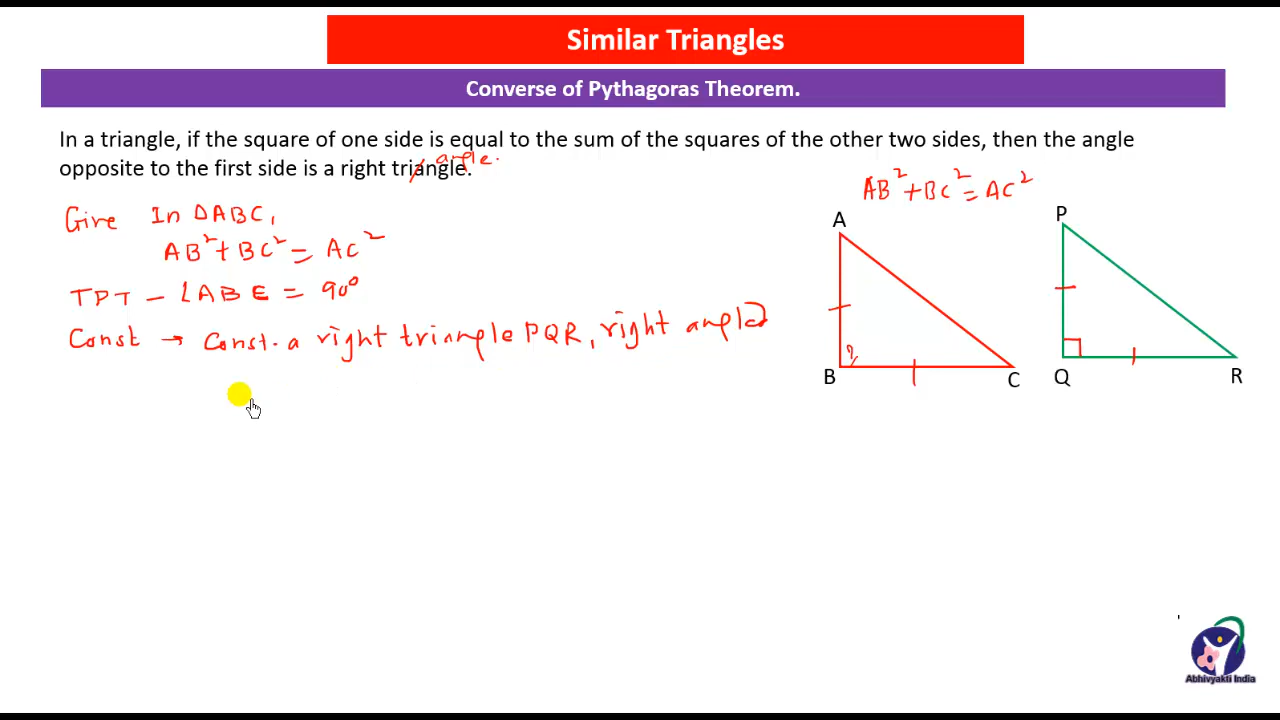 Similar Triangles
Converse of Pythagoras Theorem.
In a triangle, if the square of one side is equal to the sum of the squares of the other two sides, then the angle
opposite to the first side is a right triangle.
angle.
Give In ΔABC,
AB²+BC²=AC²
TPT – ∠ABC = 90°
Const → Const. a right triangle PQR, right angled
AB²+BC²=AC²
A
?
B
C
P
Q
R
Abhivyakti India